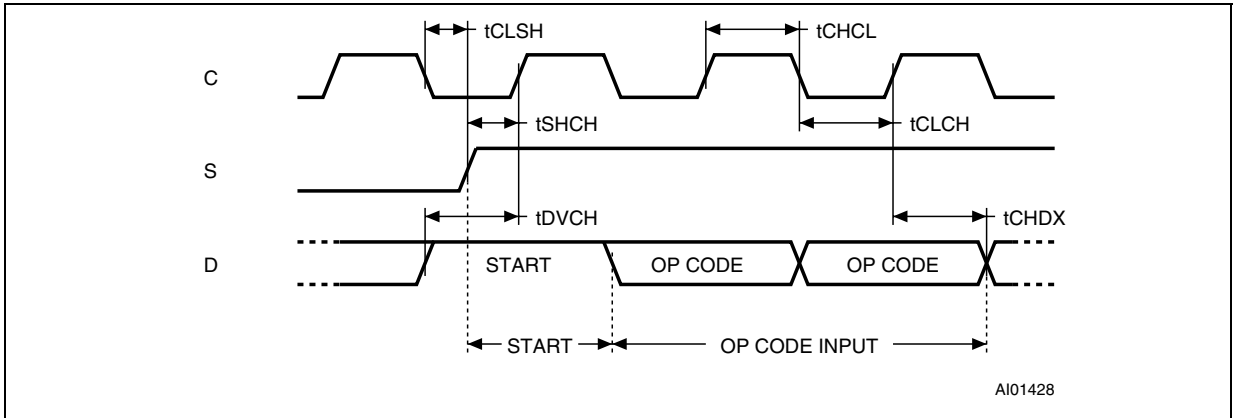 tCLSH tCHCL
C
tSHCH tCLCH
S
tDVCH tCHDX
D START OP CODE OP CODE
START OP CODE INPUT
AI01428